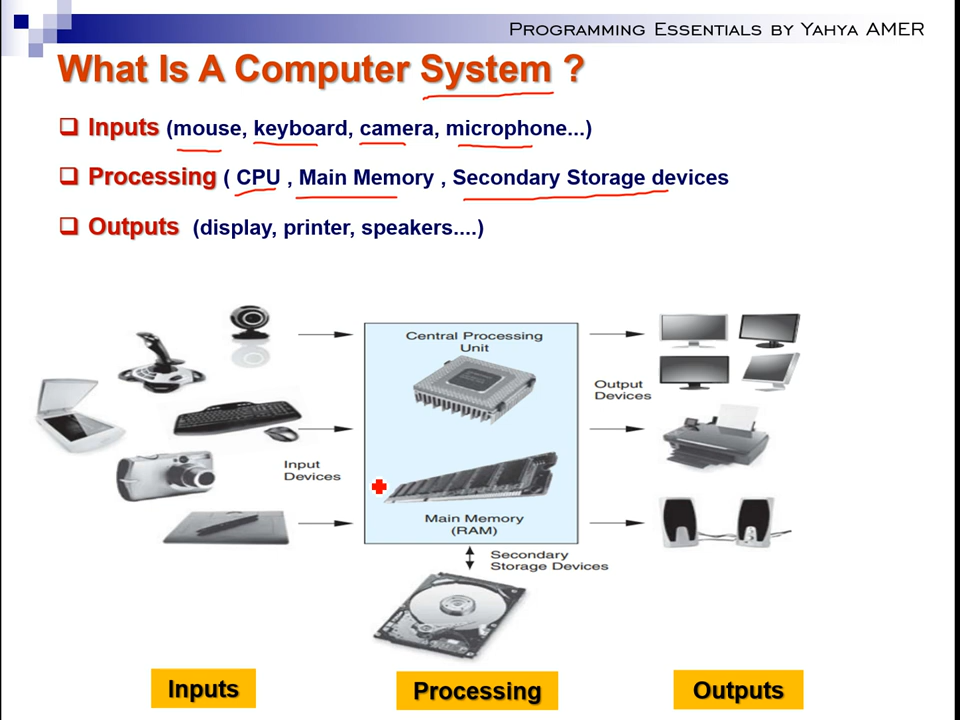 Programming Essentials by Yahya AMER
What Is A Computer System ?
Inputs (mouse, keyboard, camera, microphone...)
Processing ( CPU , Main Memory , Secondary Storage devices
Outputs (display, printer, speakers....)
Central Processing
Unit
Output
Devices
Input
Devices
Main Memory
(RAM)
Secondary
Storage Devices
Inputs
Processing
Outputs